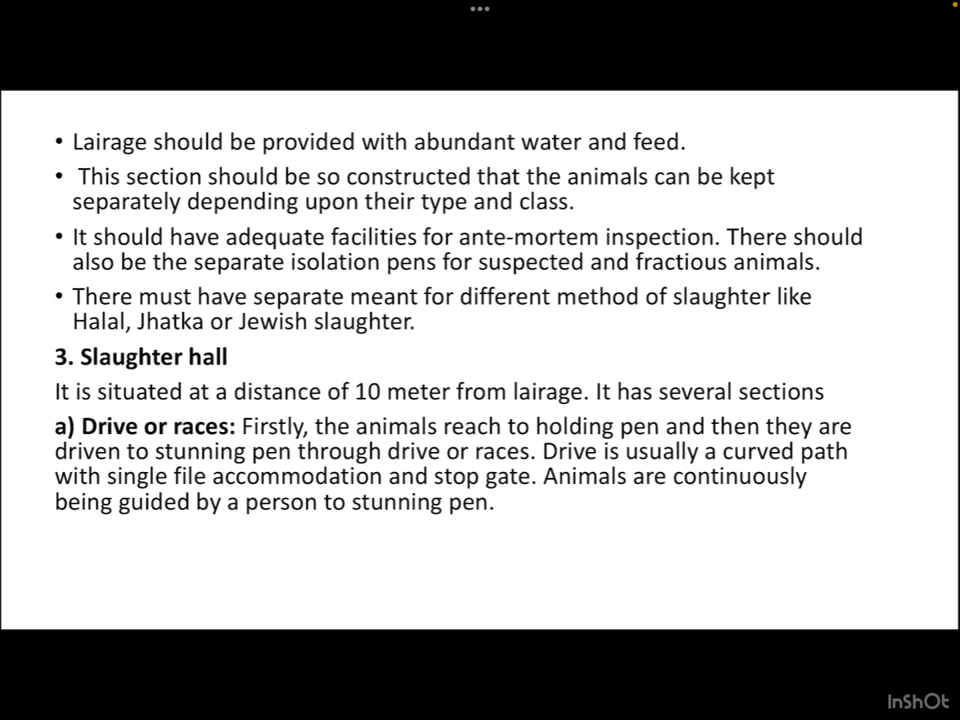 • Lairage should be provided with abundant water and feed.
• This section should be so constructed that the animals can be kept
separately depending upon their type and class.
• It should have adequate facilities for ante-mortem inspection. There should
also be the separate isolation pens for suspected and fractious animals.
• There must have separate meant for different method of slaughter like
Halal, Jhatka or Jewish slaughter.
3. Slaughter hall
It is situated at a distance of 10 meter from lairage. It has several sections
a) Drive or races: Firstly, the animals reach to holding pen and then they are
driven to stunning pen through drive or races. Drive is usually a curved path
with single file accommodation and stop gate. Animals are continuously
being guided by a person to stunning pen.
InShOt